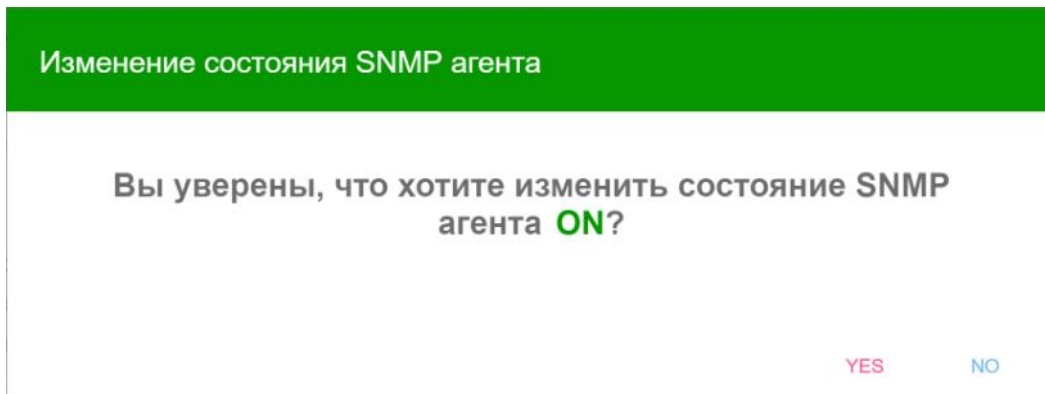 Изменение состояния SNMP агента
Вы уверены, что хотите изменить состояние SNMP
агента ON?
YES NO